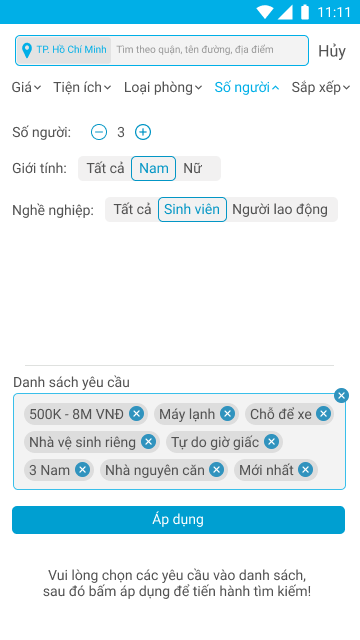 11:11
TP. Hồ Chí Minh Tìm theo quận, tên đường, địa điểm Hủy
Giá Tiện ích Loại phòng Số người Sắp xếp
Số người: 3
Giới tính: Tất cả Nam Nữ
Nghề nghiệp: Tất cả Sinh viên Người lao động
Danh sách yêu cầu
500K - 8M VNĐ Máy lạnh Chỗ để xe
Nhà vệ sinh riêng Tự do giờ giấc
3 Nam Nhà nguyên căn Mới nhất
Áp dụng
Vui lòng chọn các yêu cầu vào danh sách,
sau đó bấm áp dụng để tiến hành tìm kiếm!